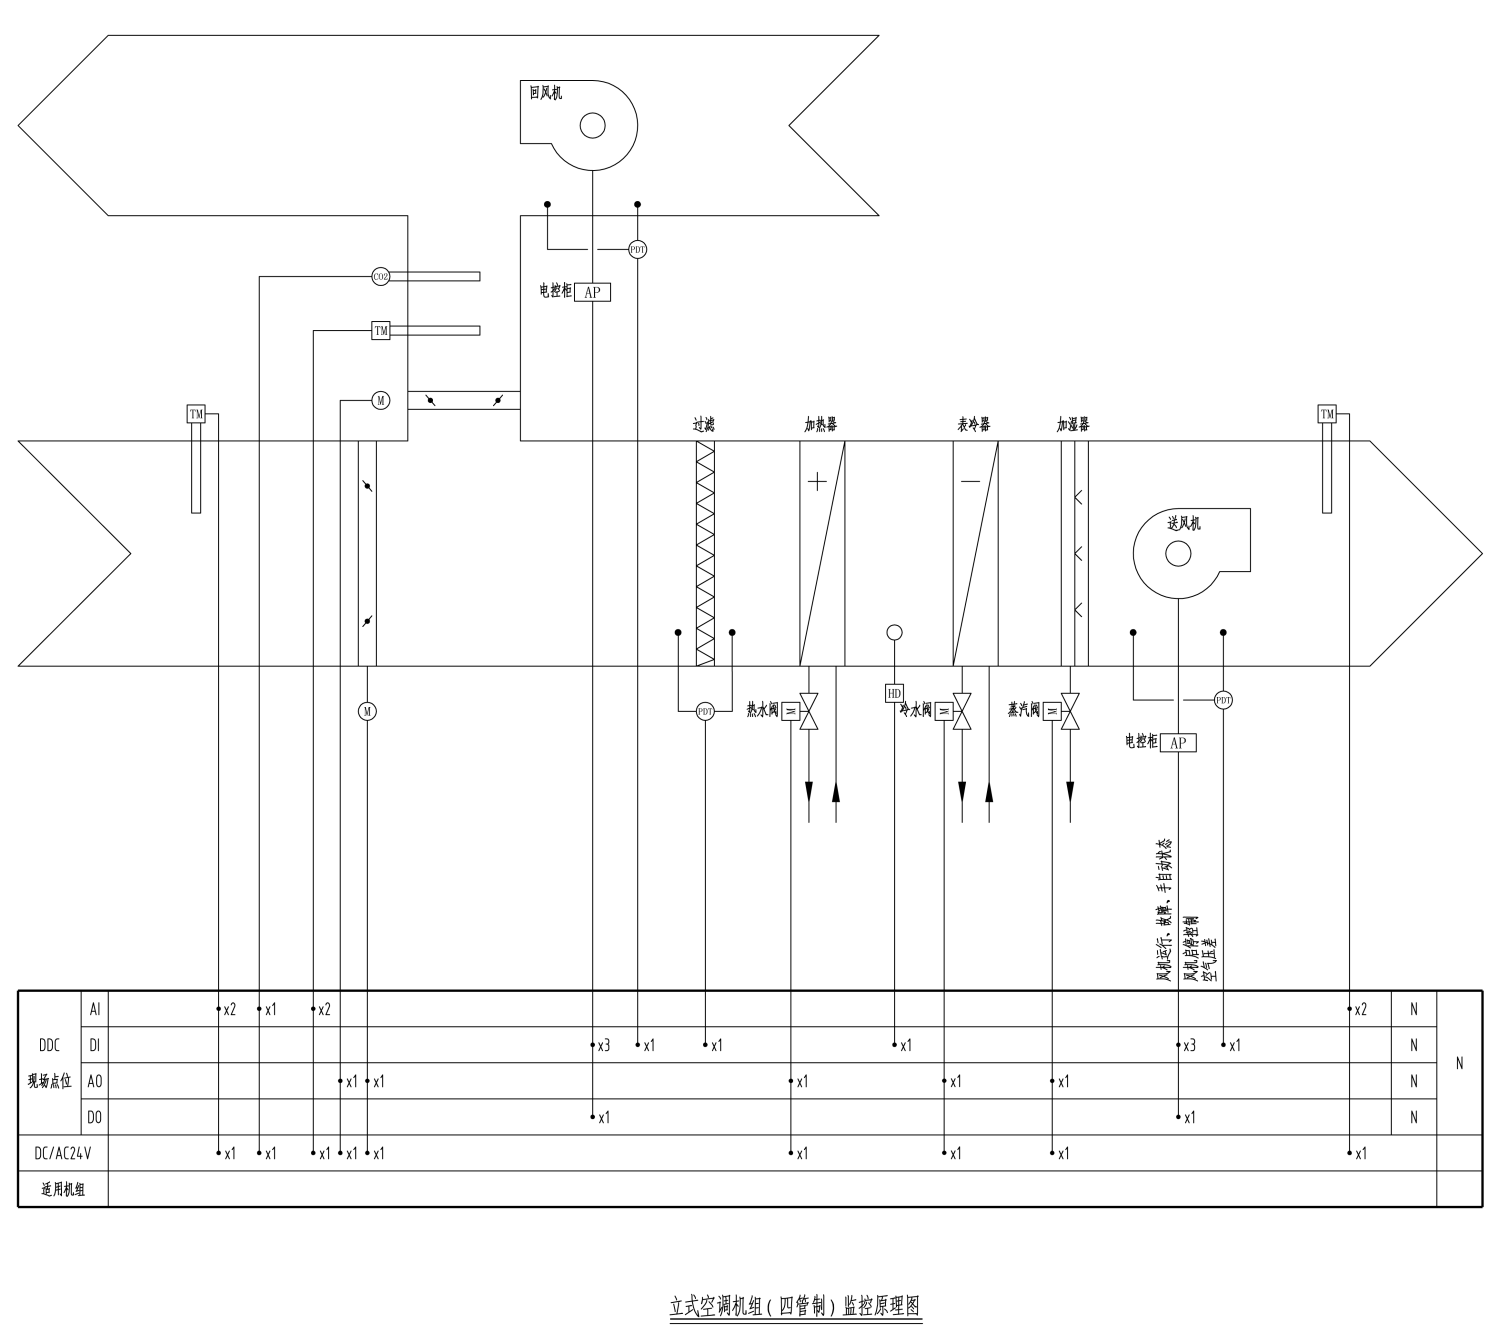 回风机
CO2
PDT
电控柜 AP
TM
M
TM
过滤
加热器
表冷器
加湿器
TM
送风机
M
PDT
热水阀 M
HD
冷水阀 M
蒸汽阀 M
PDT
电控柜 AP
风机运行、故障、手自动状态
风机启停控制
空气压差
DDC
现场点位
AI x2 x1 x2 x2 N
DI x3 x1 x1 x1 x3 x1 N
N
AO x1 x1 x1 x1 x1 N
DO x1 x1 N
DC/AC24V x1 x1 x1 x1 x1 x1 x1 x1 x1
适用机组
立式空调机组(四管制)监控原理图